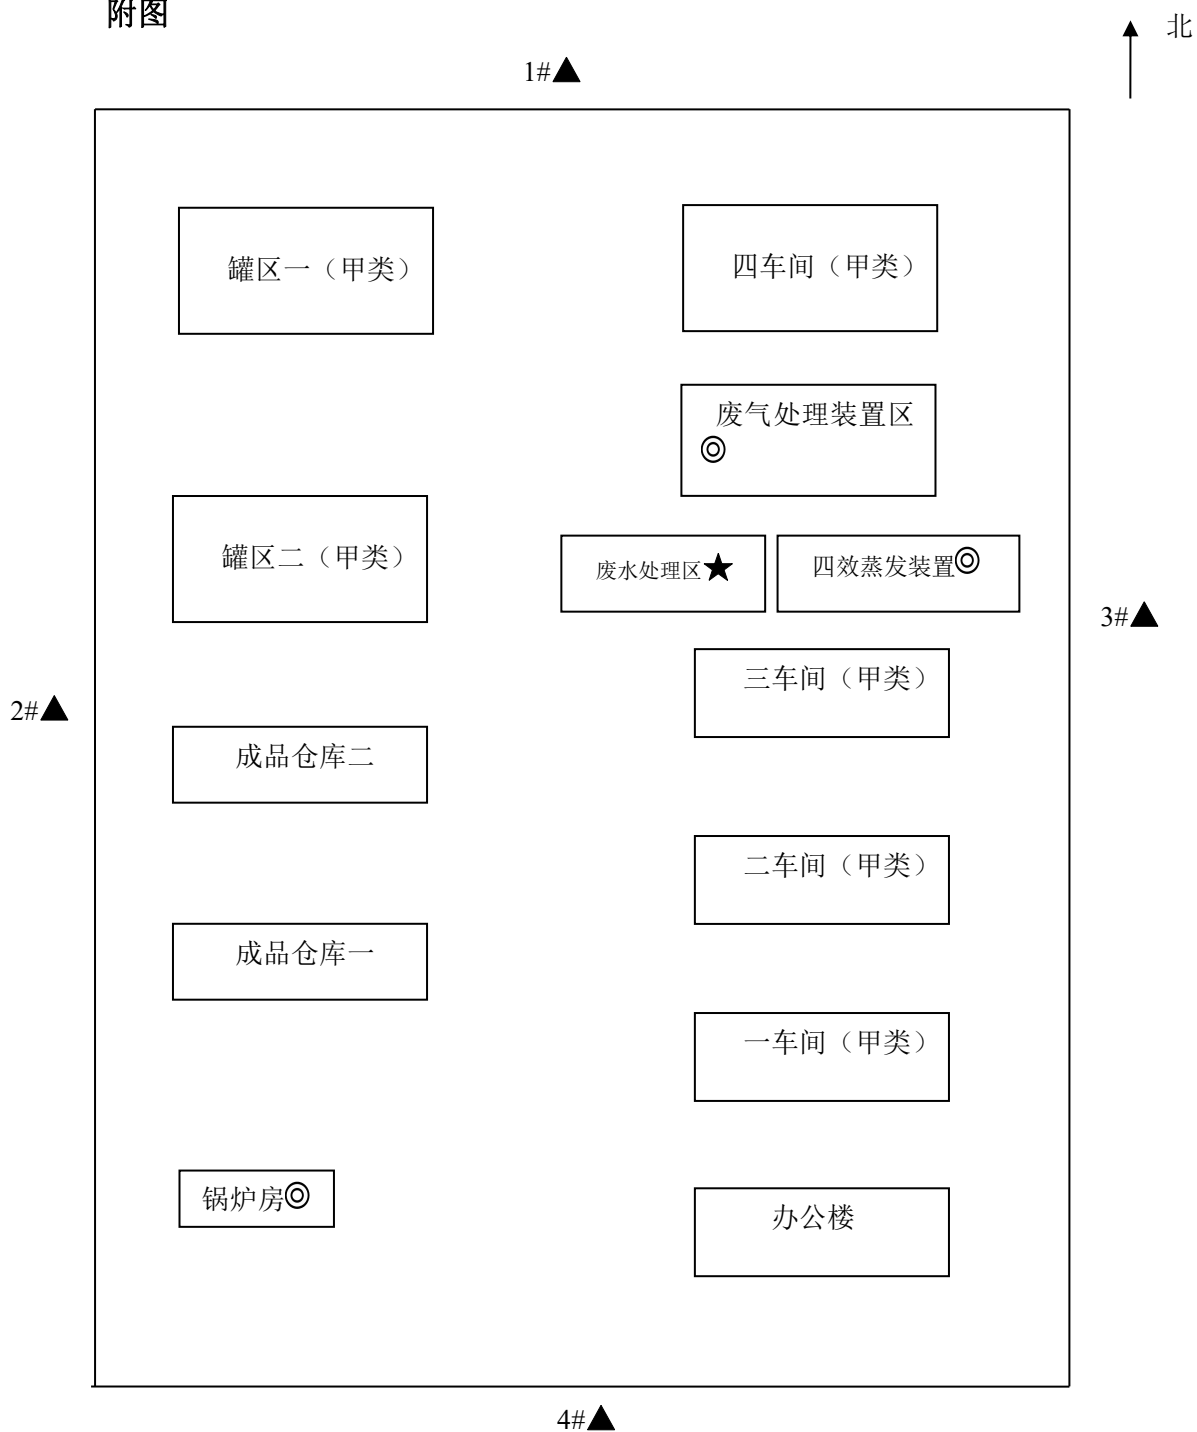 附图
北
1#▲
罐区一（甲类）
四车间（甲类）
废气处理装置区
◎
罐区二（甲类）
废水处理区★
四效蒸发装置◎
3#▲
三车间（甲类）
2#▲
成品仓库二
二车间（甲类）
成品仓库一
一车间（甲类）
锅炉房◎
办公楼
4#▲